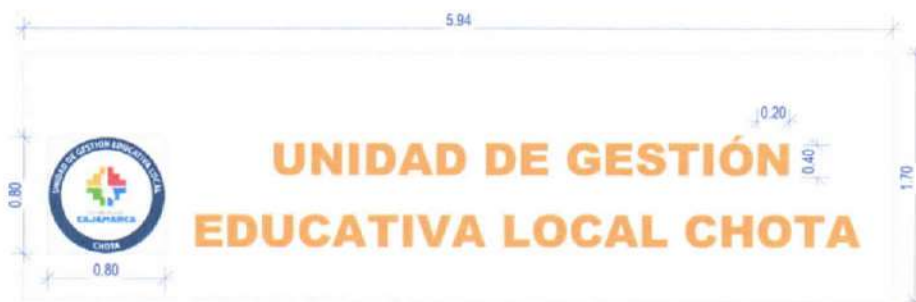 5.94
0.20
UNIDAD DE GESTIÓN
0.40
EDUCATIVA LOCAL CHOTA
1.70
0.80
UNIDAD DE GESTIÓN EDUCATIVA LOCAL
CAJAMARCA
CHOTA
0.80